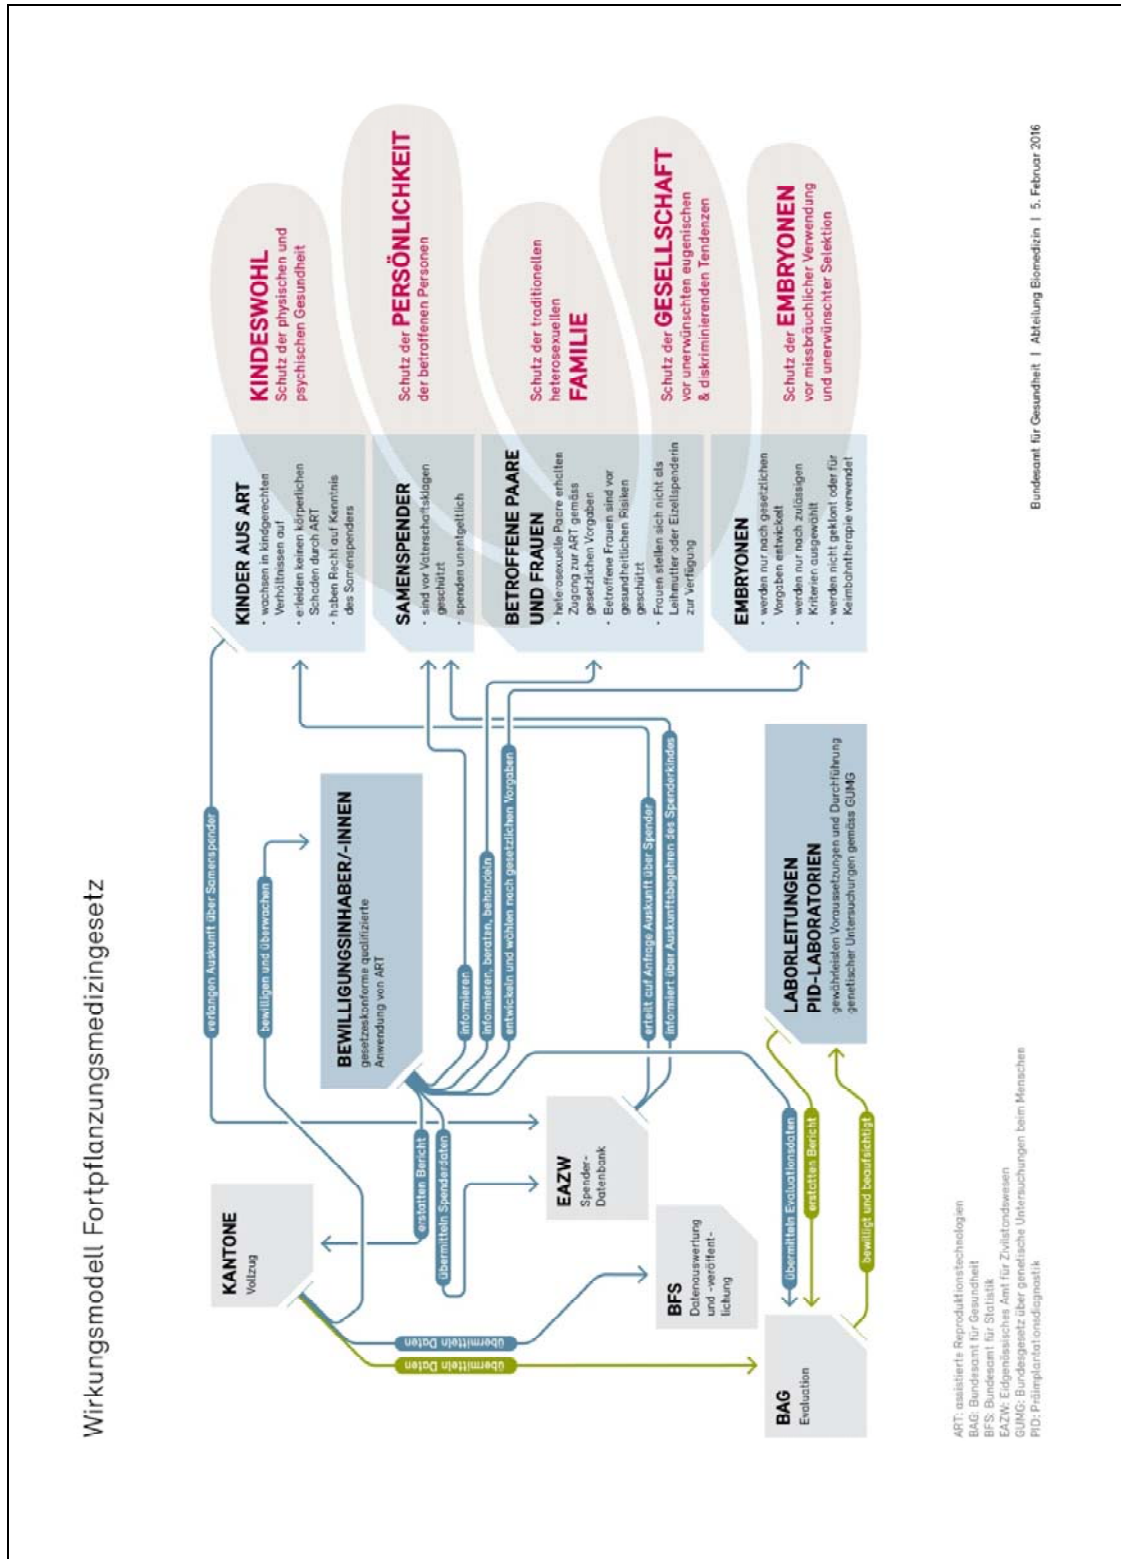 Wirkungsmodell Fortpflanzungsmedizingesetz
KANTONE
Vollzug
BEWILLIGUNGSINHABER/-INNEN
gesetzeskonforme qualifizierte
Anwendung von ART
EAZW
Spender-
Datenbank
BFS
Datenauswertung
und -veröffent-
lichung
BAG
Evaluation
LABORLEITUNGEN
PID-LABORATORIEN
gewährleisten Voraussetzungen und Durchführung
genetischer Untersuchungen gemäss GUMG
verlangen Auskunft über Samenspender
bewilligen und überwachen
erstatten Bericht
übermitteln Spenderdaten
übermitteln Daten
übermitteln Daten
informieren
informieren, beraten, behandeln
entwickeln und wählen nach gesetzlichen Vorgaben
erteilt auf Anfrage Auskunft über Spender
informiert über Auskunftsbegehren des Spenderkindes
übermitteln Evaluationsdaten
erstatten Bericht
bewilligt und beaufsichtigt
KINDER AUS ART
· wachsen in kindgerechten
Verhältnissen auf
· erleiden keinen körperlichen
Schaden durch ART
· haben Recht auf Kenntnis
des Samenspenders
SAMENSPENDER
· sind vor Vaterschaftsklagen
geschützt
· spenden unentgeltlich
BETROFFENE PAARE
UND FRAUEN
· heterosexuelle Paare erhalten
Zugang zur ART gemäss
gesetzlichen Vorgaben
· Betroffene Frauen sind vor
gesundheitlichen Risiken
geschützt
· Frauen stellen sich nicht als
Leihmutter oder Eizellspenderin
zur Verfügung
EMBRYONEN
· werden nur nach gesetzlichen
Vorgaben entwickelt
· werden nur nach zulässigen
Kriterien ausgewählt
· werden nicht geklont oder für
Keimbahntherapie verwendet
KINDESWOHL
Schutz der physischen und
psychischen Gesundheit
Schutz der PERSÖNLICHKEIT
der betroffenen Personen
Schutz der traditionellen
heterosexuellen
FAMILIE
Schutz der GESELLSCHAFT
vor unerwünschten eugenischen
& diskriminierenden Tendenzen
Schutz der EMBRYONEN
vor missbräuchlicher Verwendung
und unerwünschter Selektion
ART: assistierte Reproduktionstechnologien
BAG: Bundesamt für Gesundheit
BFS: Bundesamt für Statistik
EAZW: Eidgenössisches Amt für Zivilstandswesen
GUMG: Bundesgesetz über genetische Untersuchungen beim Menschen
PID: Präimplantationsdiagnostik
Bundesamt für Gesundheit | Abteilung Biomedizin | 5. Februar 2016